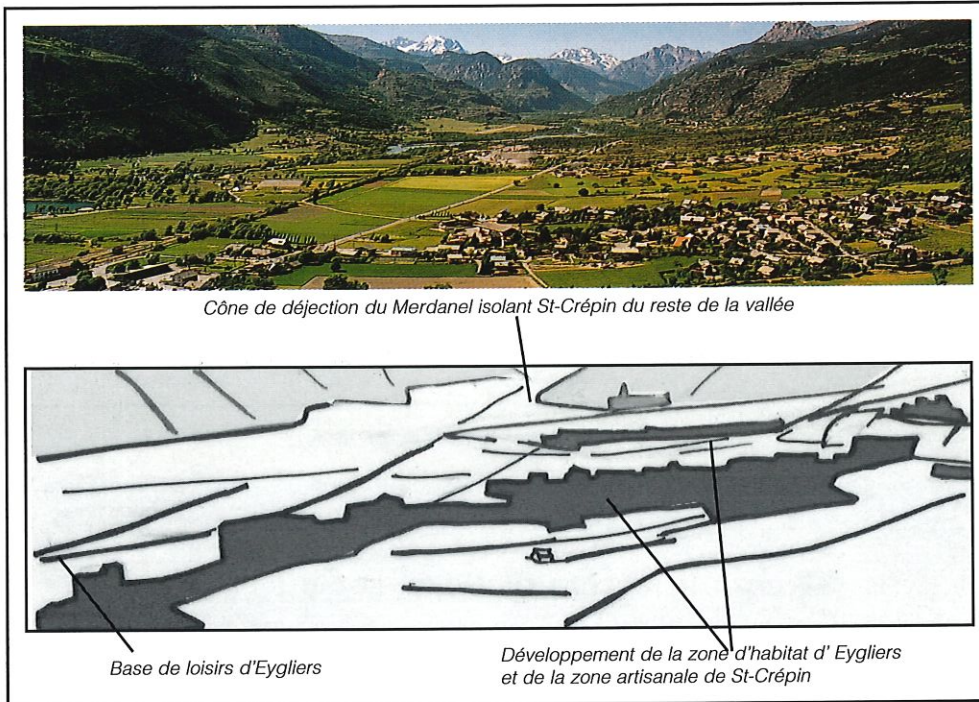 Cône de déjection du Merdanel isolant St-Crépin du reste de la vallée
Base de loisirs d'Eygliers
Développement de la zone d'habitat d' Eygliers
et de la zone artisanale de St-Crépin